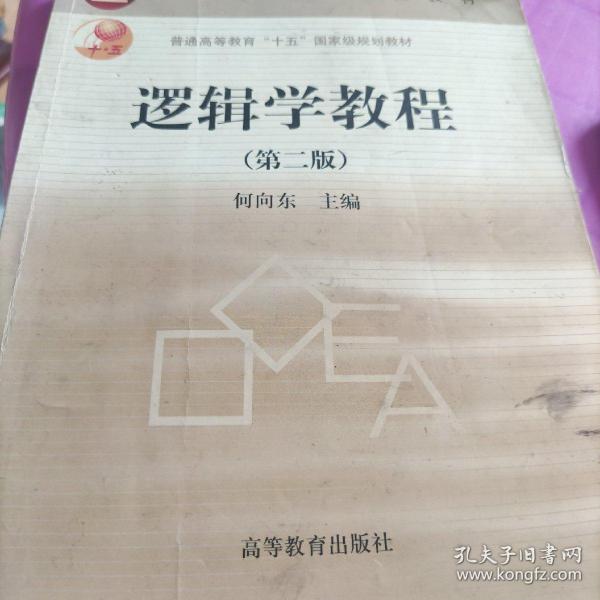 普通高等教育“十五”国家级规划教材
十·五
逻辑学教程
（第二版）
何向东 主编
高等教育出版社
孔夫子旧书网
www.kongfz.com